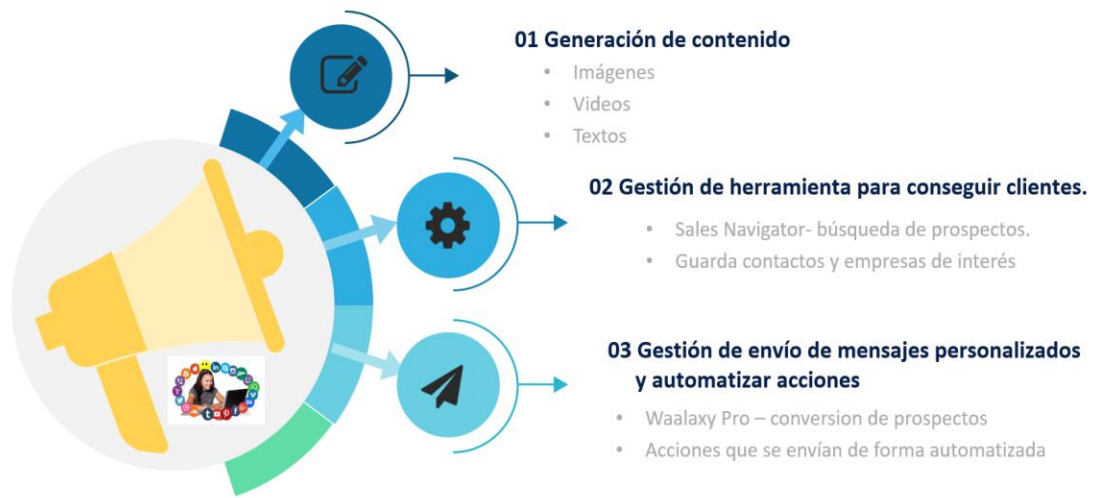 01 Generación de contenido
• Imágenes
• Videos
• Textos
02 Gestión de herramienta para conseguir clientes.
• Sales Navigator- búsqueda de prospectos.
• Guarda contactos y empresas de interés
03 Gestión de envío de mensajes personalizados
y automatizar acciones
• Waalaxy Pro – conversion de prospectos
• Acciones que se envían de forma automatizada